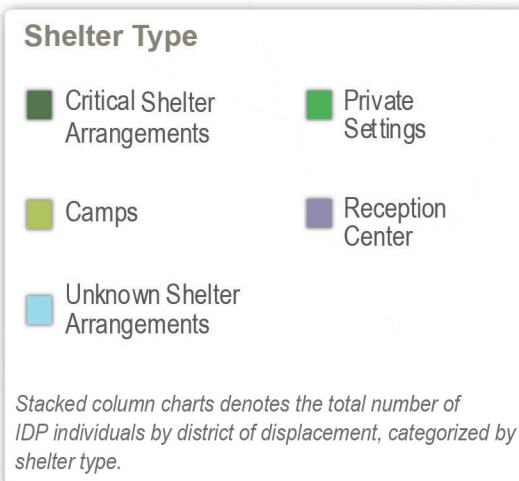 Shelter Type
Critical Shelter
Arrangements
Private
Settings
Camps
Reception
Center
Unknown Shelter
Arrangements
Stacked column charts denotes the total number of
IDP individuals by district of displacement, categorized by
shelter type.